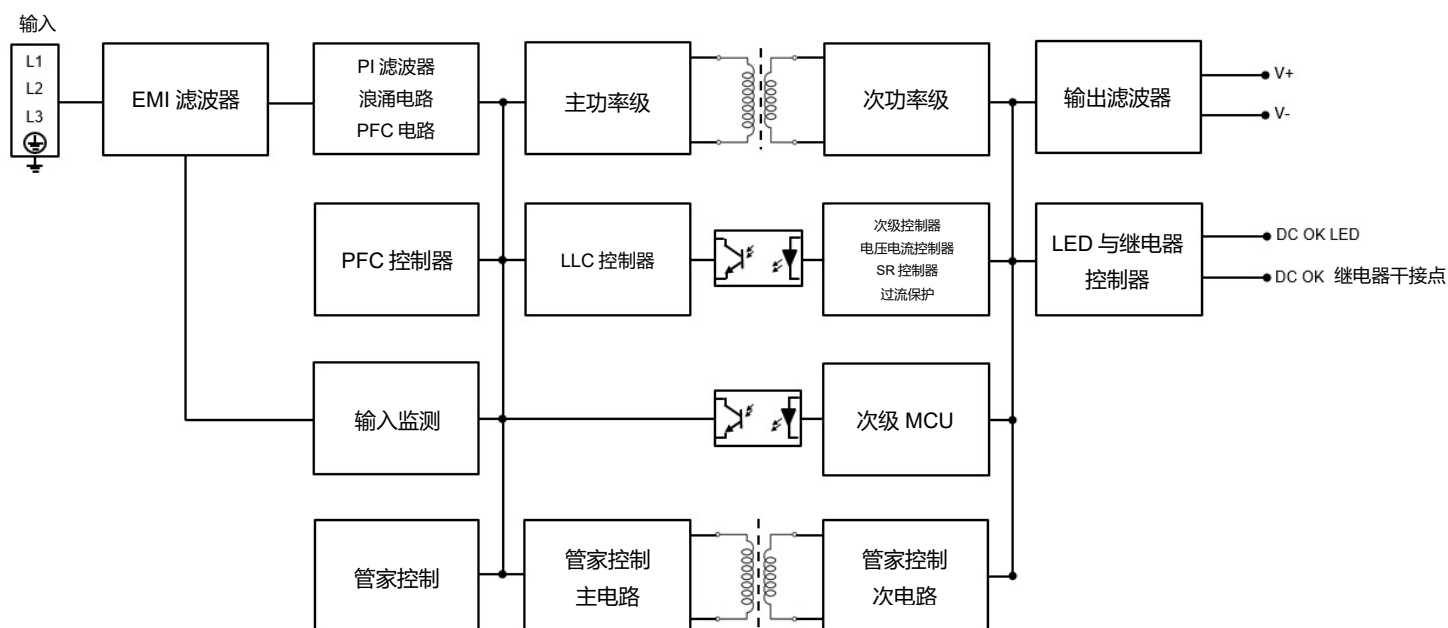 输入
L1
L2
L3
EMI 滤波器
PI 滤波器
浪涌电路
PFC 电路
主功率级
次功率级
输出滤波器
V+
V-
PFC 控制器
LLC 控制器
次级控制器
电压电流控制器
SR 控制器
过流保护
LED 与继电器
控制器
DC OK LED
DC OK 继电器干接点
输入监测
次级 MCU
管家控制
管家控制
主电路
管家控制
次电路